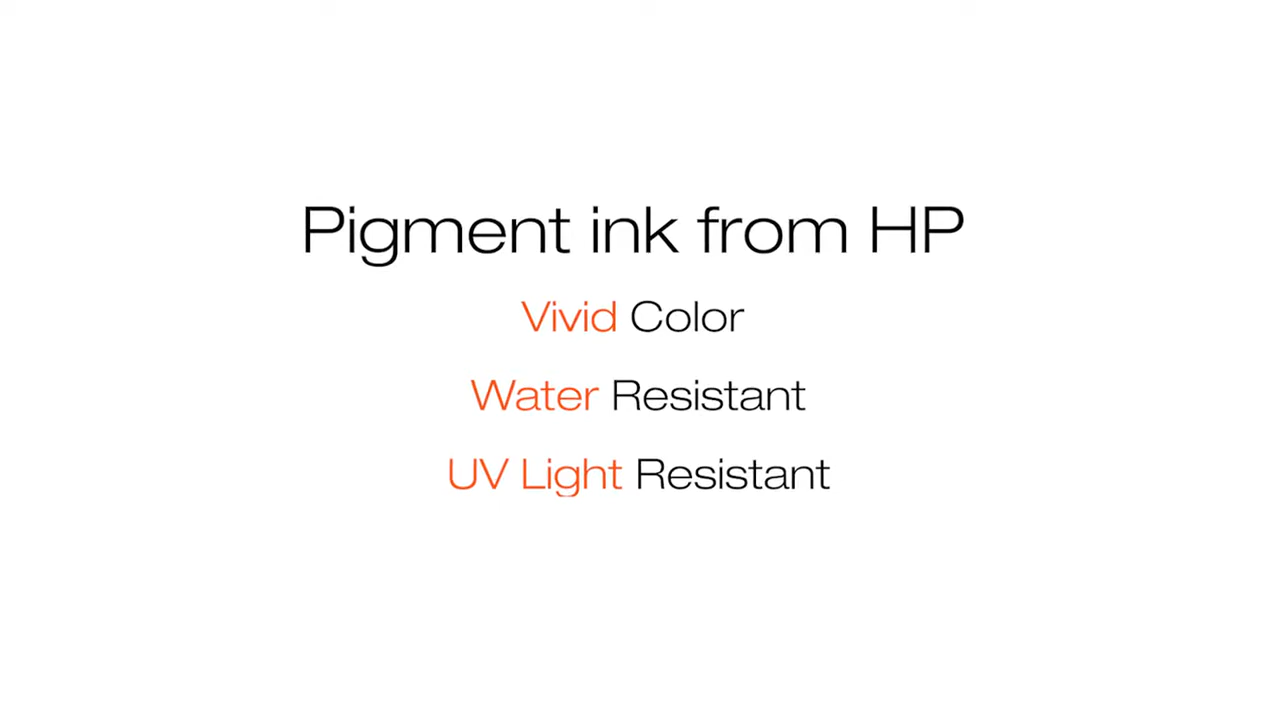 Pigment ink from HP
Vivid Color
Water Resistant
UV Light Resistant